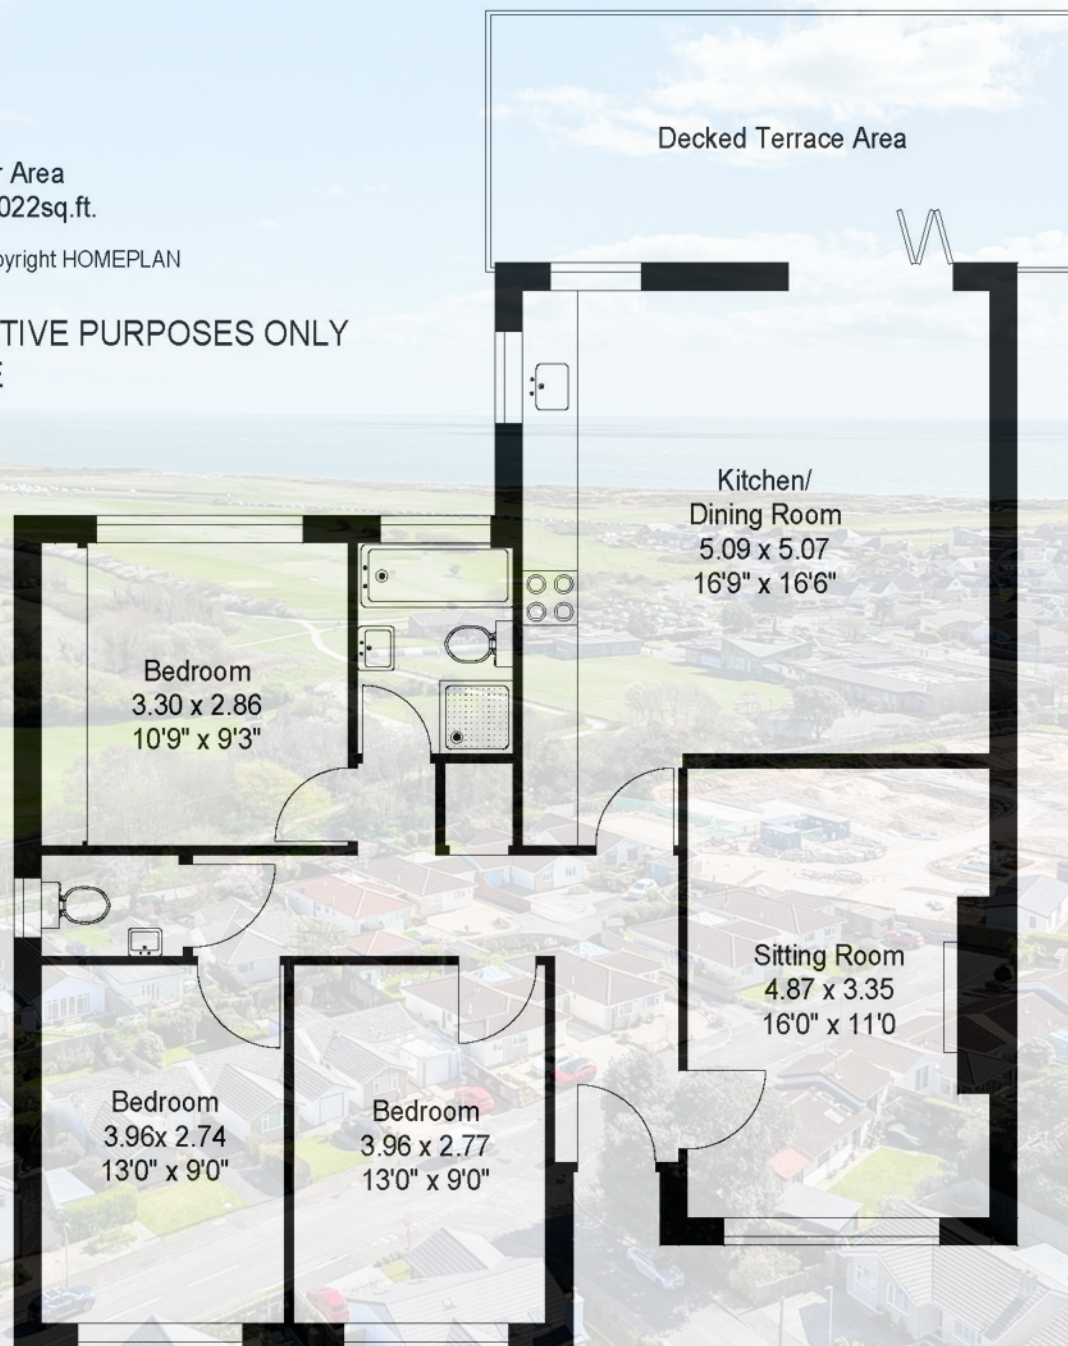 Area
022sq.ft.
pyright HOMEPLAN
TIVE PURPOSES ONLY
Decked Terrace Area
Kitchen/
Dining Room
5.09 x 5.07
16'9" x 16'6"
Bedroom
3.30 x 2.86
10'9" x 9'3"
Sitting Room
4.87 x 3.35
16'0" x 11'0
Bedroom
3.96x 2.74
13'0" x 9'0"
Bedroom
3.96 x 2.77
13'0" x 9'0"